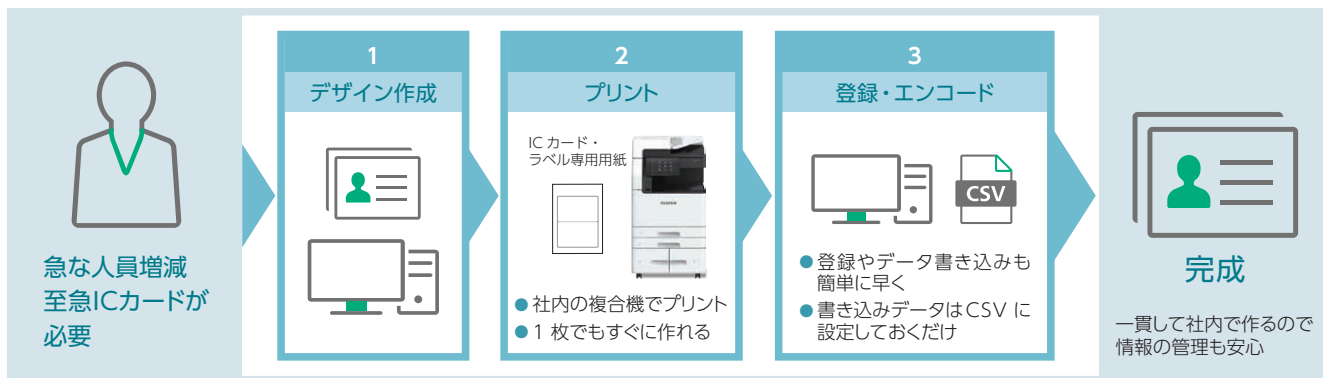 急な人員増減
至急ICカードが
必要
1
デザイン作成
2
プリント
IC カード・
ラベル専用用紙
● 社内の複合機でプリント
● 1 枚でもすぐに作れる
3
登録・エンコード
CSV
● 登録やデータ書き込みも
簡単に早く
● 書き込みデータはCSV に
設定しておくだけ
完成
一貫して社内で作るので
情報の管理も安心